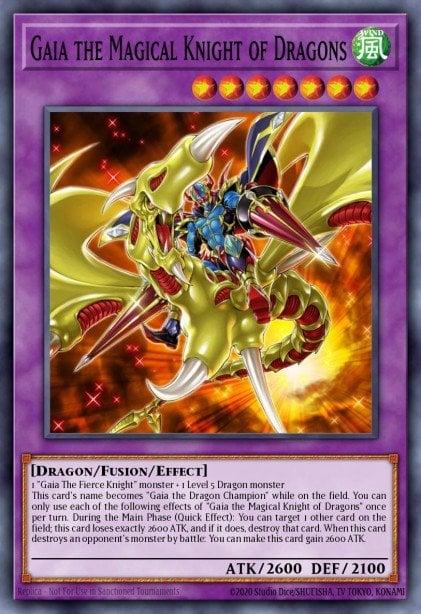 Gaia the Magical Knight of Dragons
WIND
風
[Dragon/Fusion/Effect]
1 "Gaia The Fierce Knight" monster + 1 Level 5 Dragon monster
This card's name becomes "Gaia the Dragon Champion" while on the field. You can
only use each of the following effects of "Gaia the Magical Knight of Dragons" once
per turn. During the Main Phase (Quick Effect): You can target 1 other card on the
field; this card loses exactly 2600 ATK, and if it does, destroy that card. When this card
destroys an opponent's monster by battle: You can make this card gain 2600 ATK.
ATK/2600 DEF/2100
Replica - Not For Use in Sanctioned Tournaments
©2020 Studio Dice/SHUEISHA, TV TOKYO, KONAMI